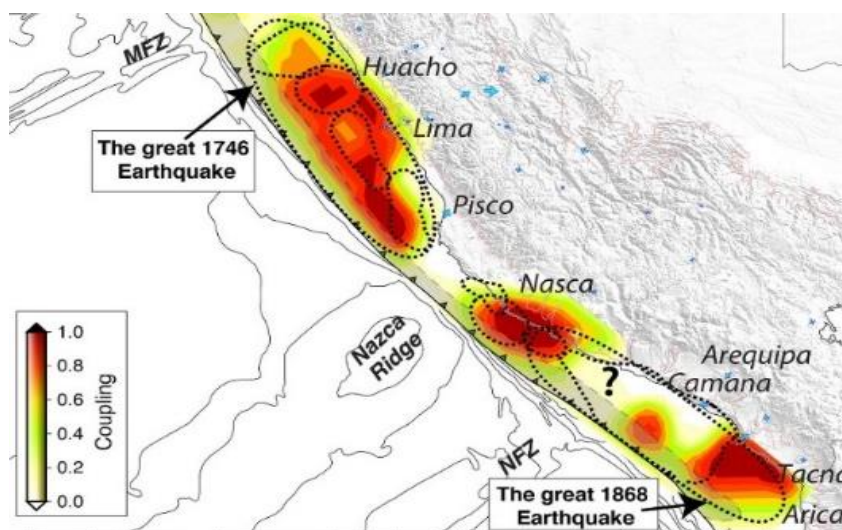 MFZ
Huacho
The great 1746
Earthquake
Lima
Pisco
Nasca
Nazca
Ridge
Arequipa
Camana
?
1.0
0.8
0.6
0.4
0.2
0.0
Coupling
NFZ
The great 1868
Earthquake
Tacna
Arica